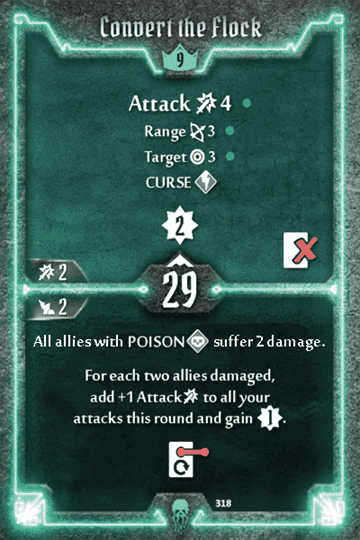 Convert the Flock
9
Attack 4
Range 3
Target 3
CURSE
2
2
29
2
All allies with POISON suffer 2 damage.
For each two allies damaged,
add +1 Attack to all your
attacks this round and gain 1.
318